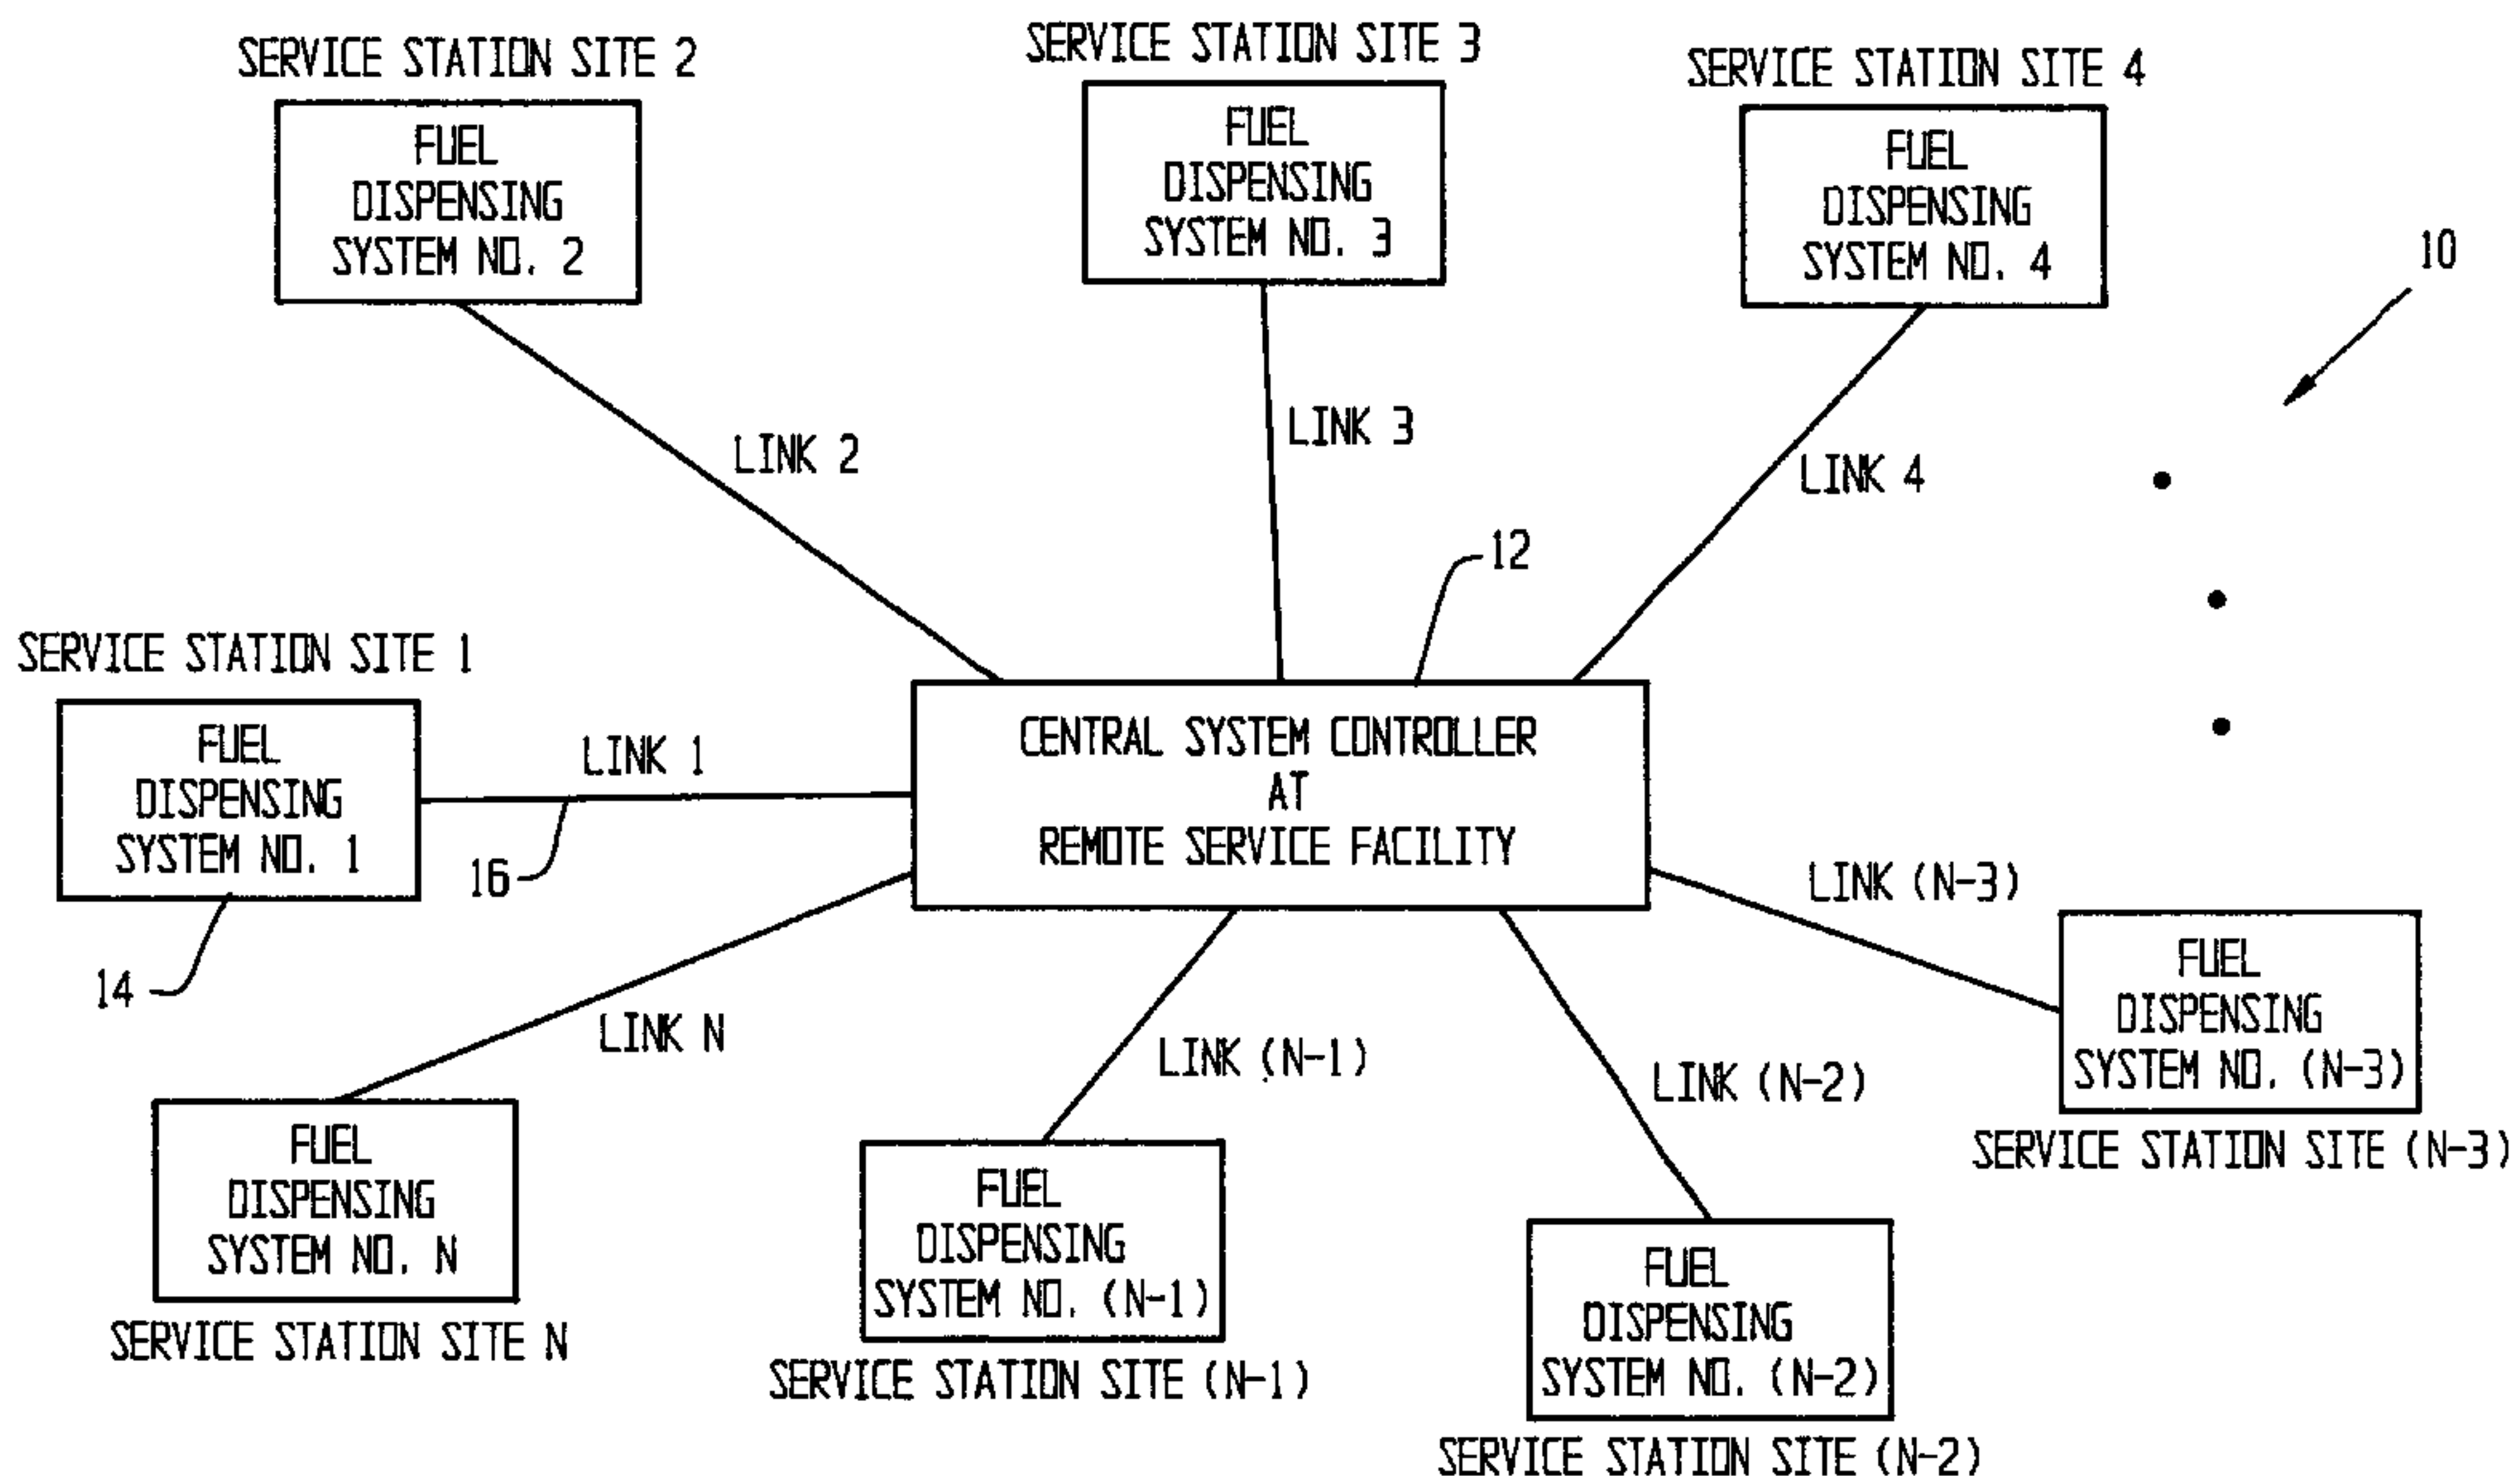 SERVICE STATION SITE 2
FUEL
DISPENSING
SYSTEM NO. 2
SERVICE STATION SITE 3
FUEL
DISPENSING
SYSTEM NO. 3
SERVICE STATION SITE 4
FUEL
DISPENSING
SYSTEM NO. 4
10
LINK 2
LINK 3
LINK 4
12
SERVICE STATION SITE 1
FUEL
DISPENSING
SYSTEM NO. 1
14
LINK 1
16
CENTRAL SYSTEM CONTROLLER
AT
REMOTE SERVICE FACILITY
LINK (N-3)
FUEL
DISPENSING
SYSTEM NO. (N-3)
SERVICE STATION SITE (N-3)
LINK N
LINK (N-1)
LINK (N-2)
FUEL
DISPENSING
SYSTEM NO. N
SERVICE STATION SITE N
FUEL
DISPENSING
SYSTEM NO. (N-1)
SERVICE STATION SITE (N-1)
FUEL
DISPENSING
SYSTEM NO. (N-2)
SERVICE STATION SITE (N-2)